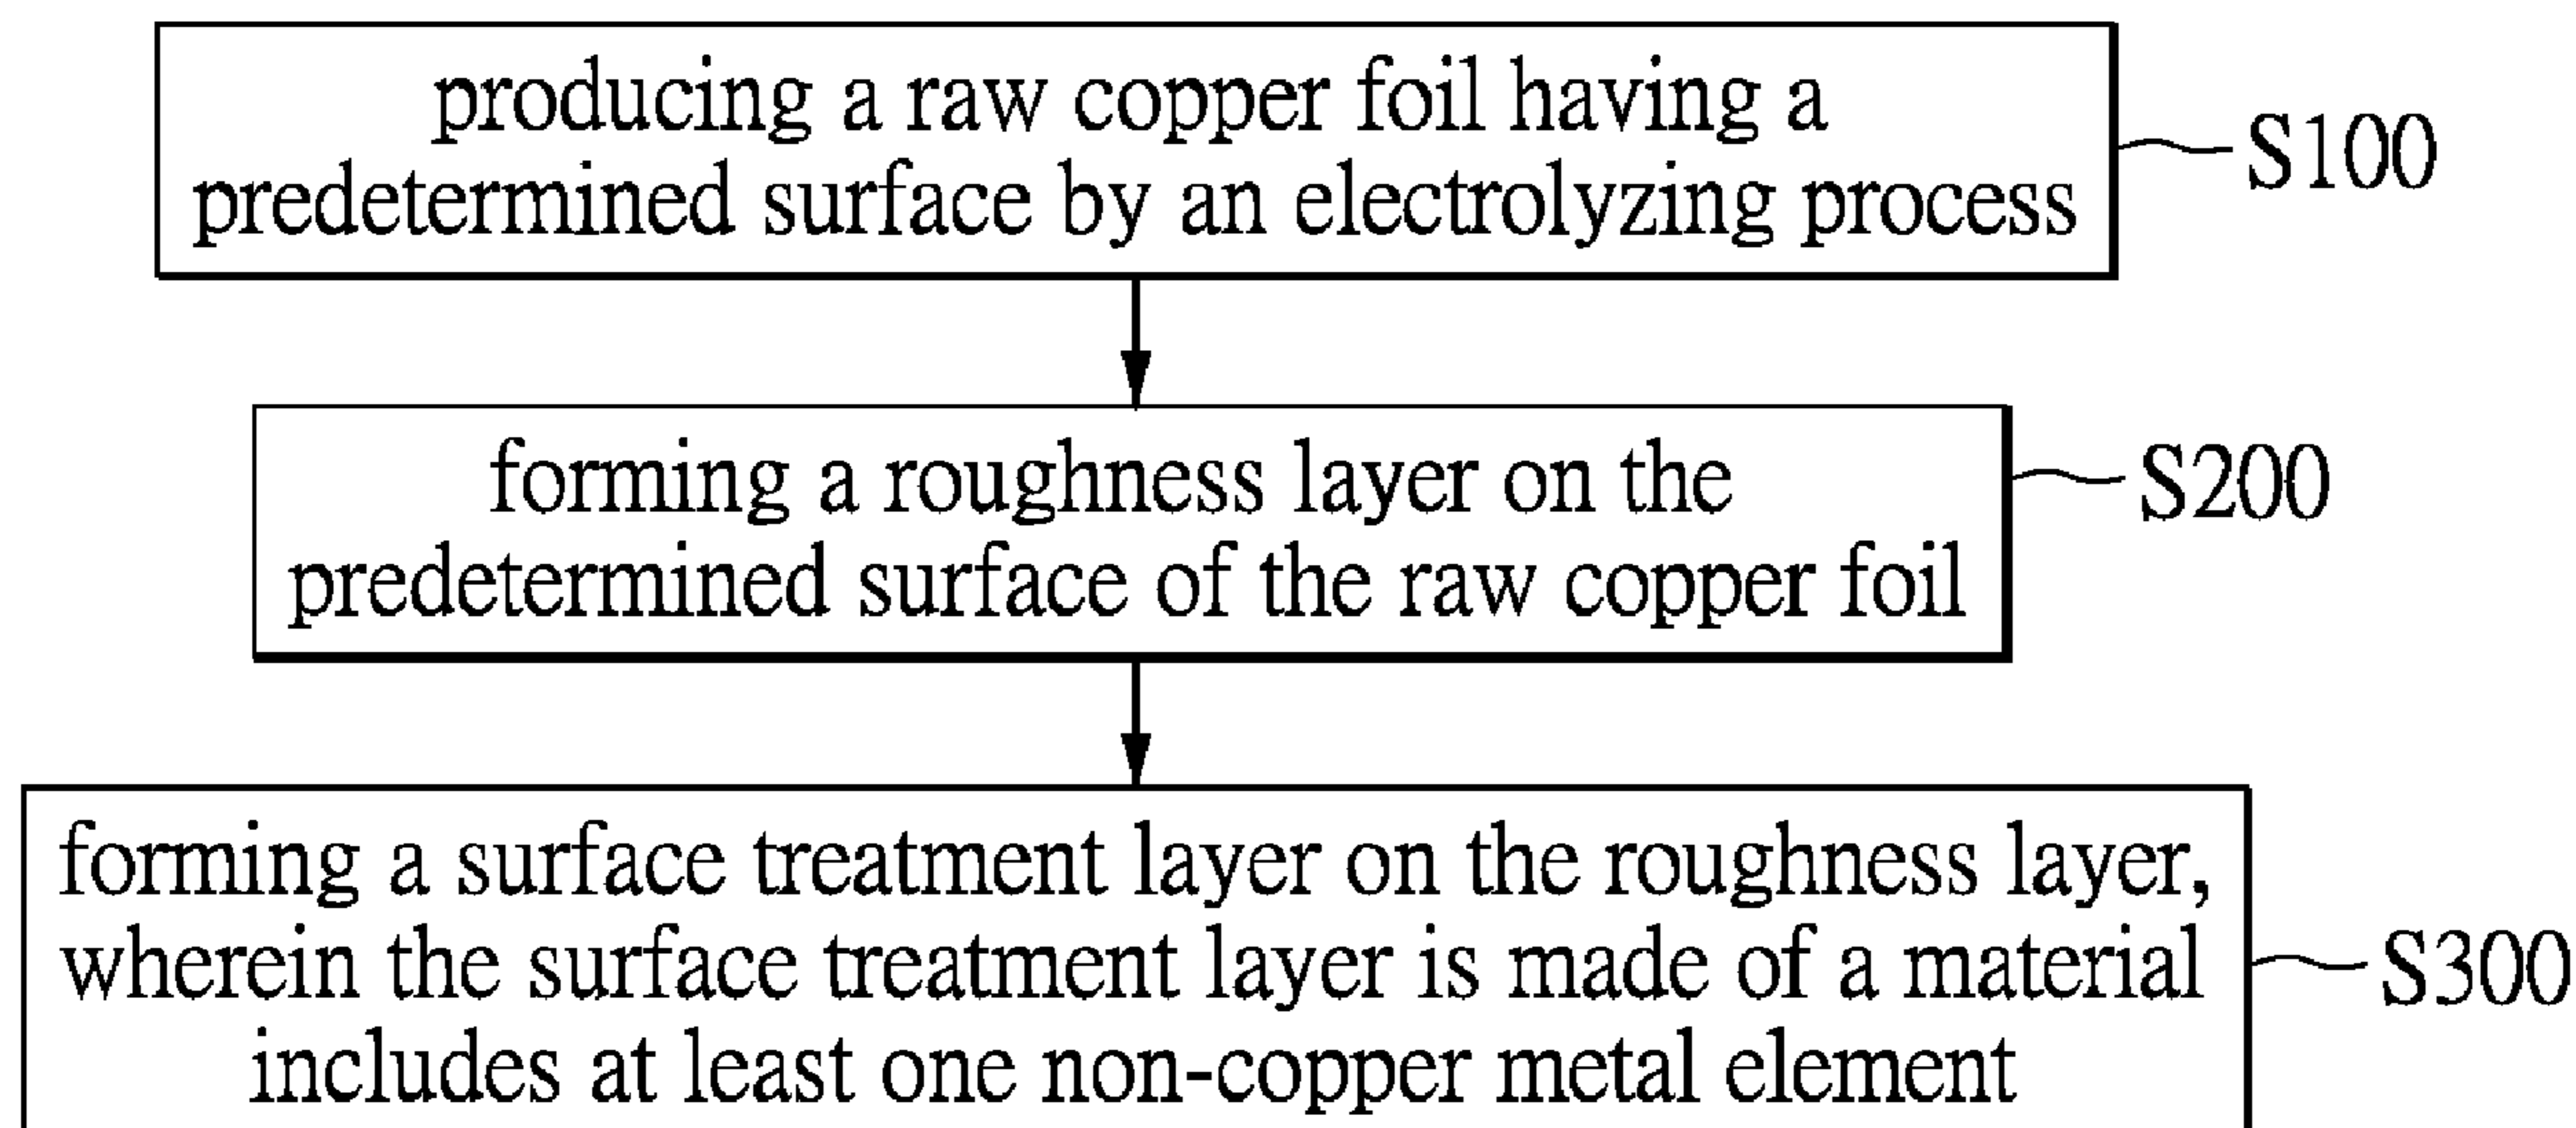 producing a raw copper foil having a
predetermined surface by an electrolyzing process
S100
forming a roughness layer on the
predetermined surface of the raw copper foil
S200
forming a surface treatment layer on the roughness layer,
wherein the surface treatment layer is made of a material
includes at least one non-copper metal element
S300